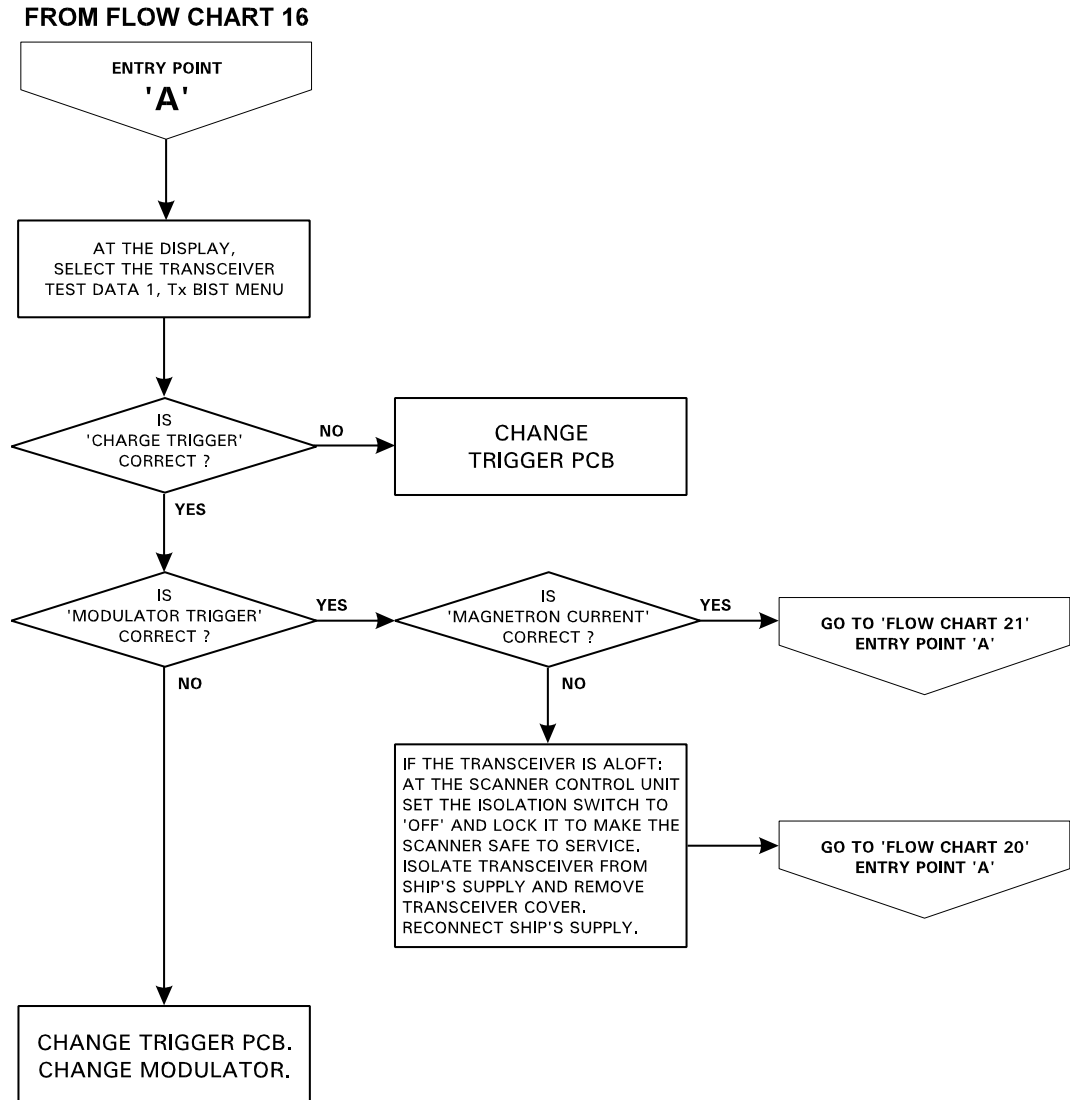 FROM FLOW CHART 16
ENTRY POINT
'A'
AT THE DISPLAY,
SELECT THE TRANSCEIVER
TEST DATA 1, Tx BIST MENU
IS
'CHARGE TRIGGER'
CORRECT ?
NO
CHANGE
TRIGGER PCB
YES
IS
'MODULATOR TRIGGER'
CORRECT ?
YES
IS
'MAGNETRON CURRENT'
CORRECT ?
YES
GO TO 'FLOW CHART 21'
ENTRY POINT 'A'
NO
NO
IF THE TRANSCEIVER IS ALOFT:
AT THE SCANNER CONTROL UNIT
SET THE ISOLATION SWITCH TO
'OFF' AND LOCK IT TO MAKE THE
SCANNER SAFE TO SERVICE.
ISOLATE TRANSCEIVER FROM
SHIP'S SUPPLY AND REMOVE
TRANSCEIVER COVER.
RECONNECT SHIP'S SUPPLY.
GO TO 'FLOW CHART 20'
ENTRY POINT 'A'
CHANGE TRIGGER PCB.
CHANGE MODULATOR.